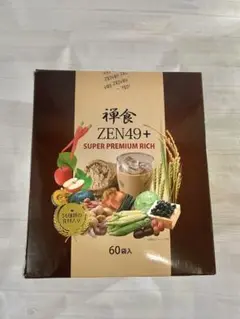 禅食
ZEN49+
SUPER PREMIUM RICH
60袋入